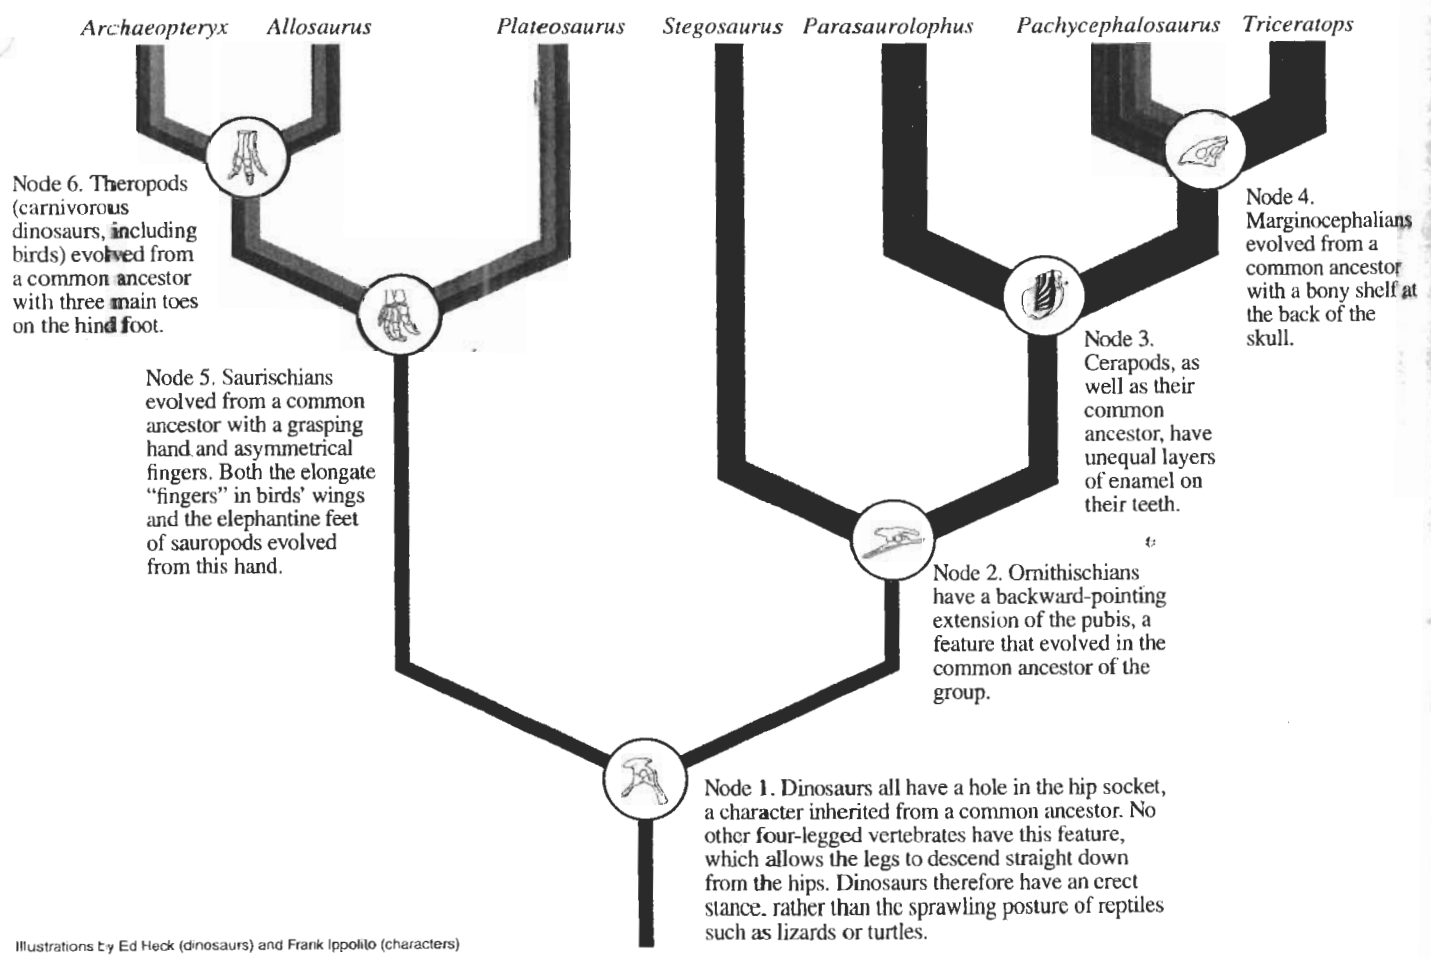 Archaeopteryx Allosaurus Plateosaurus Stegosaurus Parasaurolophus Pachycephalosaurus Triceratops
Node 6. Theropods
(carnivorous
dinosaurs, including
birds) evolved from
a common ancestor
with three main toes
on the hind foot.
Node 4.
Marginocephalians
evolved from a
common ancestor
with a bony shelf at
the back of the
skull.
Node 3.
Cerapods, as
well as their
common
ancestor, have
unequal layers
of enamel on
their teeth.
Node 5. Saurischians
evolved from a common
ancestor with a grasping
hand and asymmetrical
fingers. Both the elongate
“fingers” in birds’ wings
and the elephantine feet
of sauropods evolved
from this hand.
Node 2. Ornithischians
have a backward-pointing
extension of the pubis, a
feature that evolved in the
common ancestor of the
group.
Node 1. Dinosaurs all have a hole in the hip socket,
a character inherited from a common ancestor. No
other four-legged vertebrates have this feature,
which allows the legs to descend straight down
from the hips. Dinosaurs therefore have an erect
stance. rather than the sprawling posture of reptiles
such as lizards or turtles.
Illustrations by Ed Heck (dinosaurs) and Frank Ippolito (characters)